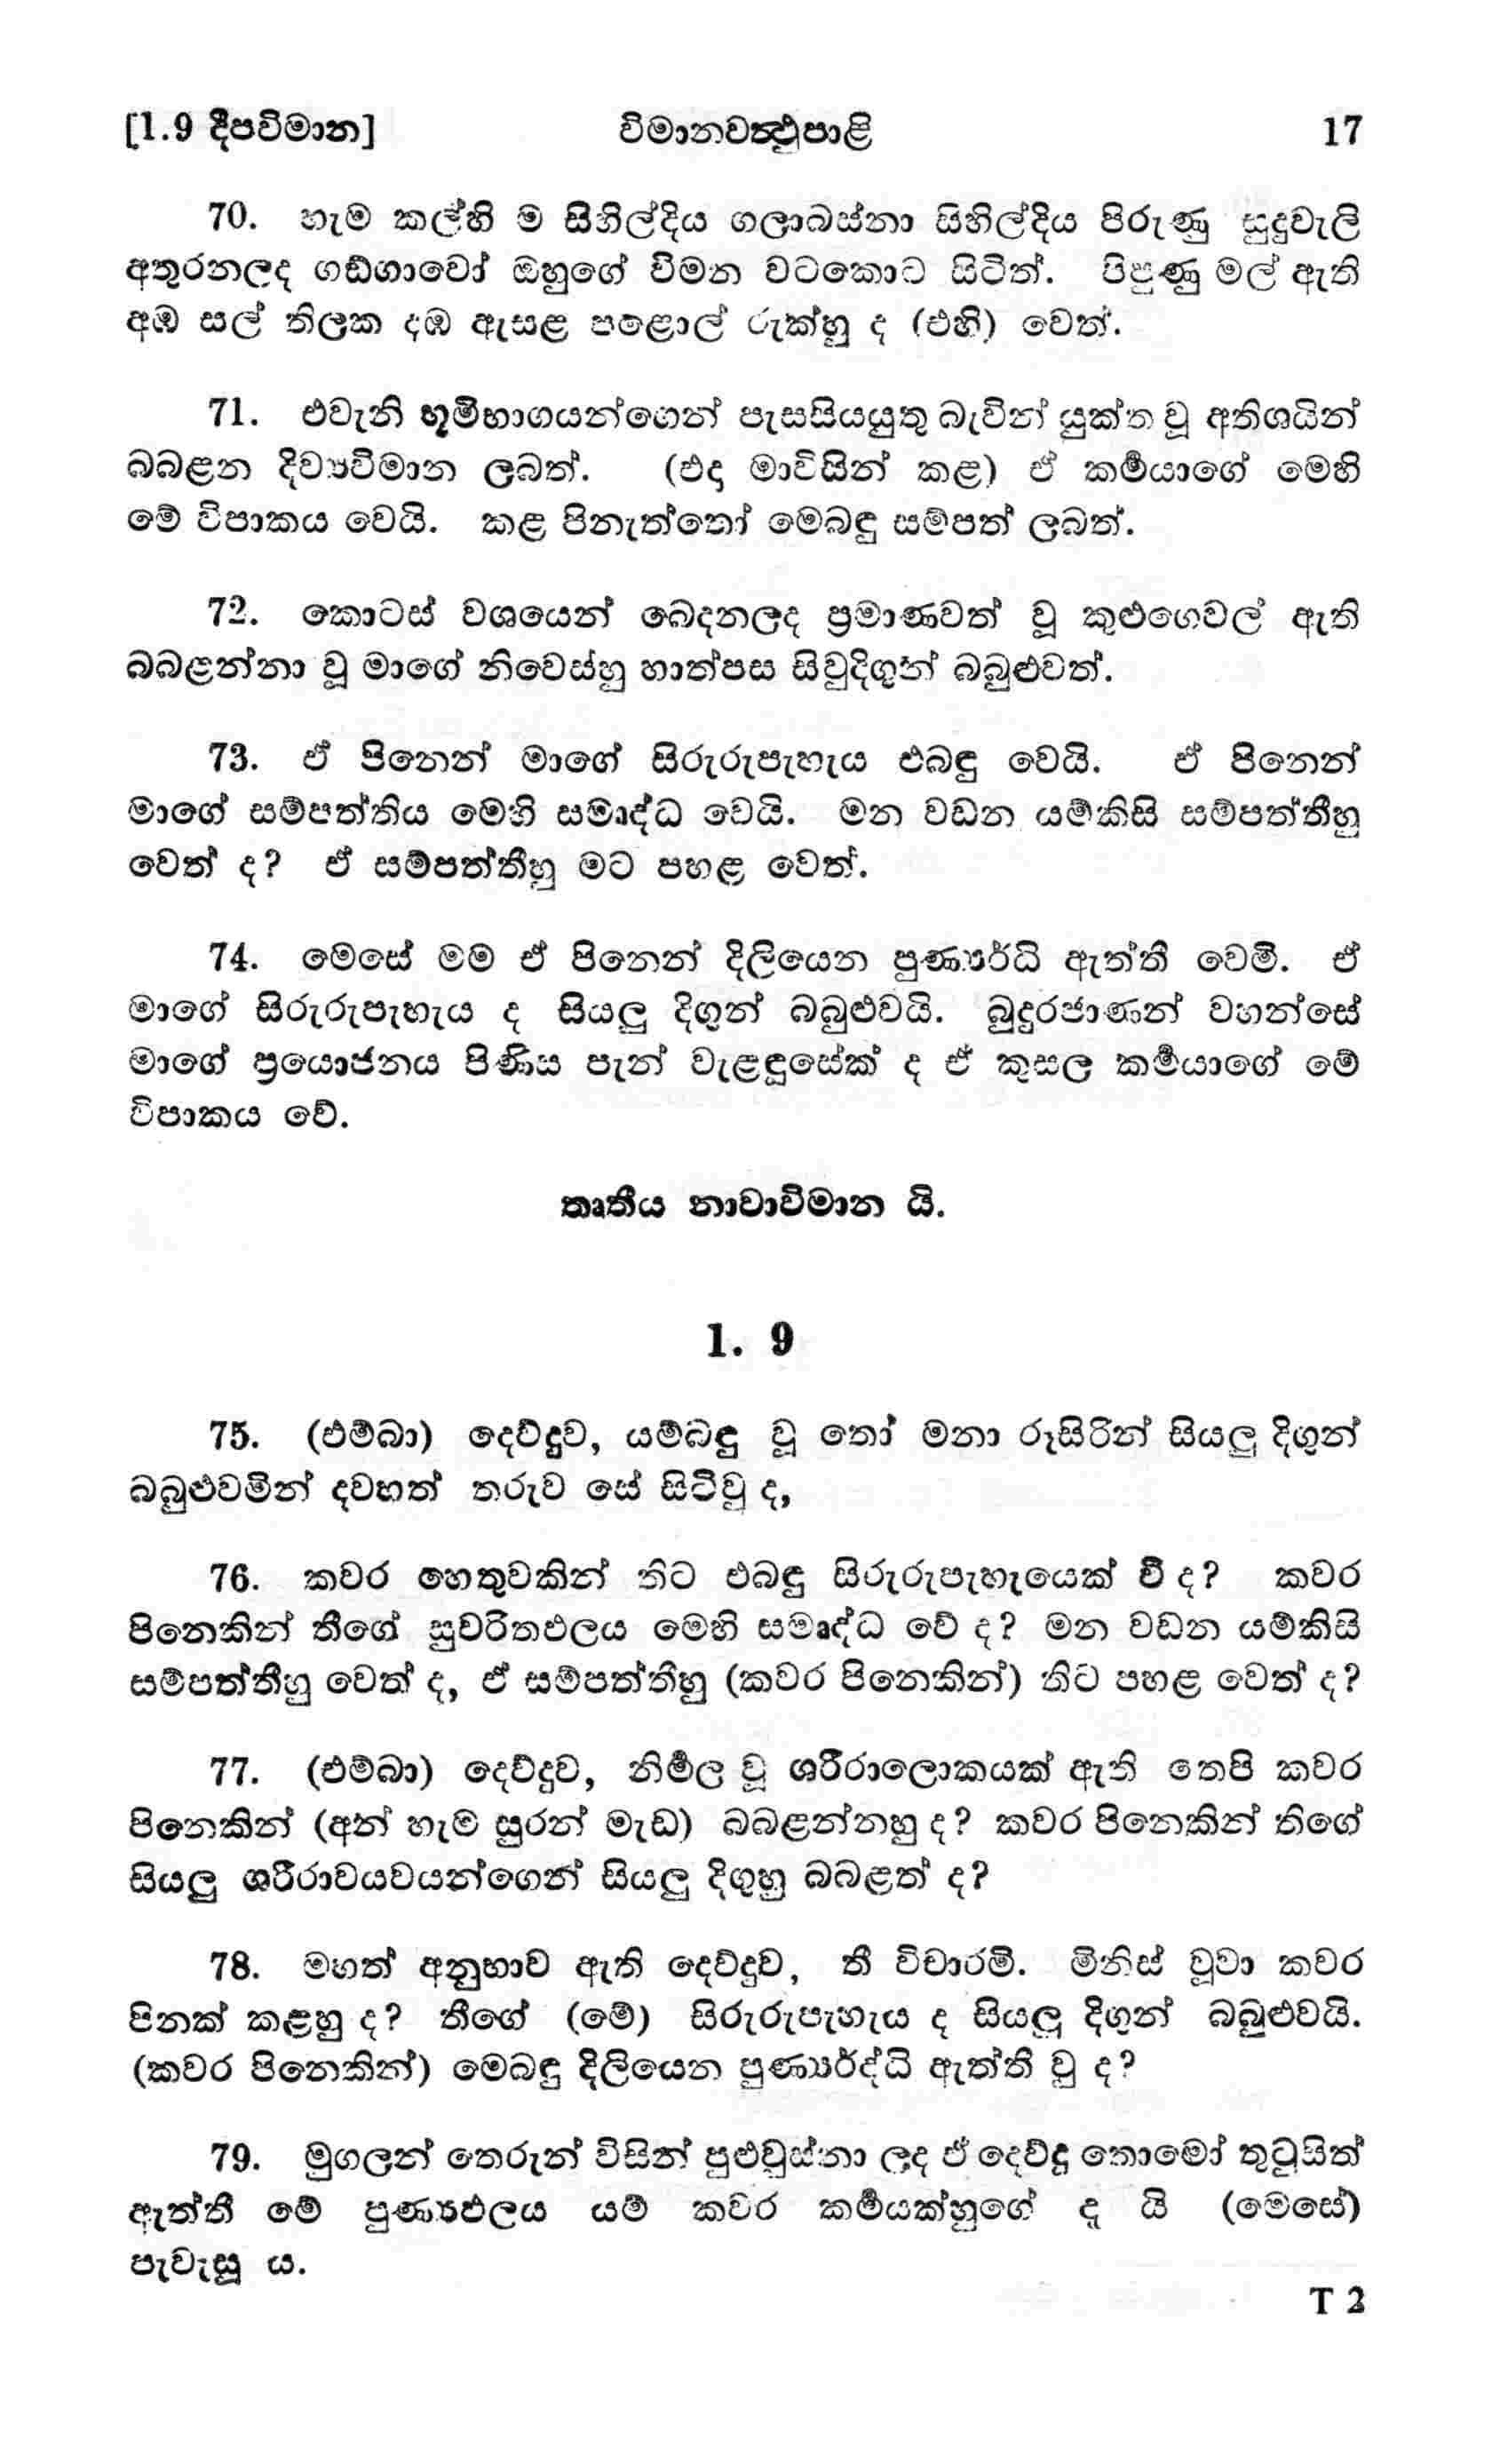 [1.9 දීපවිමාන] විමානවත්‍ථුපාළි 17
70. හැම කල්හි ම සිහිල්දිය ගලාබස්නා සිහිල්දිය පිරුණු සුදුවැලි
අතුරනලද ගඞ්ගාවෝ ඔහුගේ විමන වටකොට සිටිත්. පිපුණු මල් ඇති
අඹ සල් තිලක දඹ ඇසළ පළොල් රුක්හු ද (එහි) වෙත්.
71. එවැනි භූමිභාගයන්ගෙන් පැසසියයුතු බැවින් යුක්ත වූ අතිශයින්
බබළන දිව්‍යවිමාන ලබත්. (එදා මාවිසින් කළ) ඒ කර්‍මයාගේ මෙහි
මේ විපාකය වෙයි. කළ පිනැත්තෝ මෙබඳු සම්පත් ලබත්.
72. කොටස් වශයෙන් බෙදනලද ප්‍රමාණවත් වූ කුළුගෙවල් ඇති
බබළන්නා වූ මාගේ නිවෙස්හු හාත්පස සිවුදිගුන් බබුළුවත්.
73. ඒ පිනෙන් මාගේ සිරුරුපැහැය එබඳු වෙයි. ඒ පිනෙන්
මාගේ සම්පත්තිය මෙහි සමෘද්ධ වෙයි. මන වඩන යම්කිසි සම්පත්තීහු
වෙත් ද? ඒ සම්පත්තීහු මට පහළ වෙත්.
74. මෙසේ මම ඒ පිනෙන් දිලියෙන පුණ්‍යර්ධි ඇත්තී වෙමි. ඒ
මාගේ සිරුරුපැහැය ද සියලු දිගුන් බබුළුවයි. බුදුරජාණන් වහන්සේ
මාගේ ප්‍රයොජනය පිණිස පැන් වැළඳූසේක් ද ඒ කුසල කර්‍මයාගේ මේ
විපාකය වේ.
තෘතීය නාවාවිමාන යි.
1. 9
75. (එම්බා) දෙව්දුව, යම්බඳු වූ තෝ මනා රූසිරින් සියලු දිගුන්
බබුළුවමින් දවහත් තරුව සේ සිටිවු ද,
76. කවර හෙතුවකින් තිට එබඳු සිරුරුපැහැයෙක් වී ද? කවර
පිනෙකින් තීගේ සුචරිතඵලය මෙහි සමෘද්ධ වේ ද? මන වඩන යම්කිසි
සම්පත්තීහු වෙත් ද, ඒ සම්පත්තීහු (කවර පිනෙකින්) තිට පහළ වෙත් ද?
77. (එම්බා) දෙව්දුව, නිර්‍මල වූ ශරීරාලොකයක් ඇති තෙපි කවර
පිනෙකින් (අන් හැම සුරන් මැඩ) බබළන්නහු ද? කවර පිනෙකින් තිගේ
සියලු ශරීරාවයවයන්ගෙන් සියලු දිගුහු බබළත් ද?
78. මහත් අනුභාව ඇති දෙව්දුව, තී විචාරමි. මිනිස් වූවා කවර
පිනක් කළහු ද? තීගේ (මේ) සිරුරුපැහැය ද සියලු දිගුන් බබුළුවයි.
(කවර පිනෙකින්) මෙබඳු දිලියෙන පුණ්‍යර්ද්ධි ඇත්තී වු ද?
79. මුගලන් තෙරුන් විසින් පුළුවුස්නා ලද ඒ දෙව්දූ තොමෝ තුටුසිත්
ඇත්තී මේ පුණ්‍යඵලය යම් කවර කර්‍මයක්හුගේ ද යි (මෙසේ)
පැවැසූ ය.
T 2